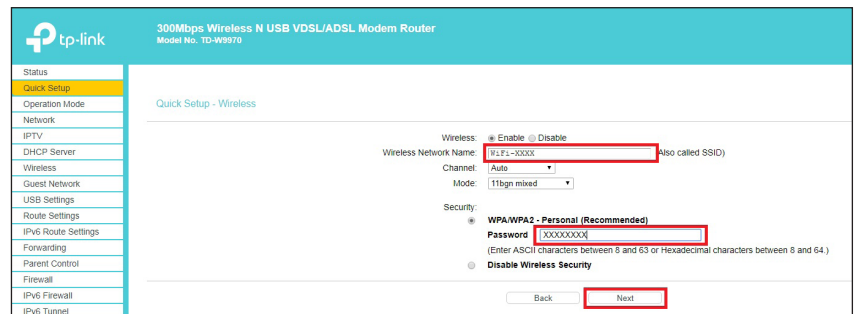 tp-link
300Mbps Wireless N USB VDSL/ADSL Modem Router
Model No. TD-W9970
Status
Quick Setup
Operation Mode
Network
IPTV
DHCP Server
Wireless
Guest Network
USB Settings
Route Settings
IPv6 Route Settings
Forwarding
Parent Control
Firewall
IPv6 Firewall
IPv6 Tunnel
Quick Setup - Wireless
Wireless: Enable Disable
Wireless Network Name: WiFi-XXXX Also called SSID)
Channel: Auto
Mode: 11bgn mixed
Security:
WPA/WPA2 - Personal (Recommended)
Password XXXXXXXX
(Enter ASCII characters between 8 and 63 or Hexadecimal characters between 8 and 64.)
Disable Wireless Security
Back Next